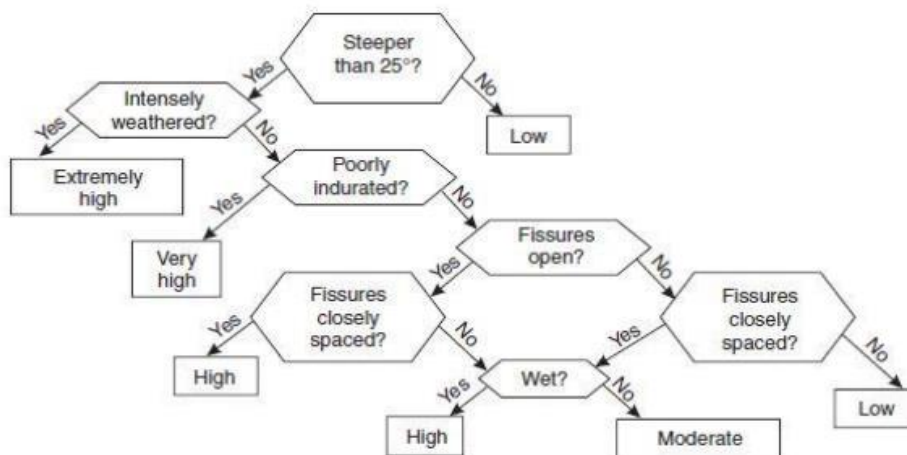 Steeper
than 25°?
Yes
No
Intensely
weathered?
Yes
No
Low
Extremely
high
Poorly
indurated?
Yes
No
Very
high
Fissures
open?
Yes
No
Fissures
closely
spaced?
Yes
No
Fissures
closely
spaced?
Yes
No
High
Wet?
Yes
No
Low
High
Moderate